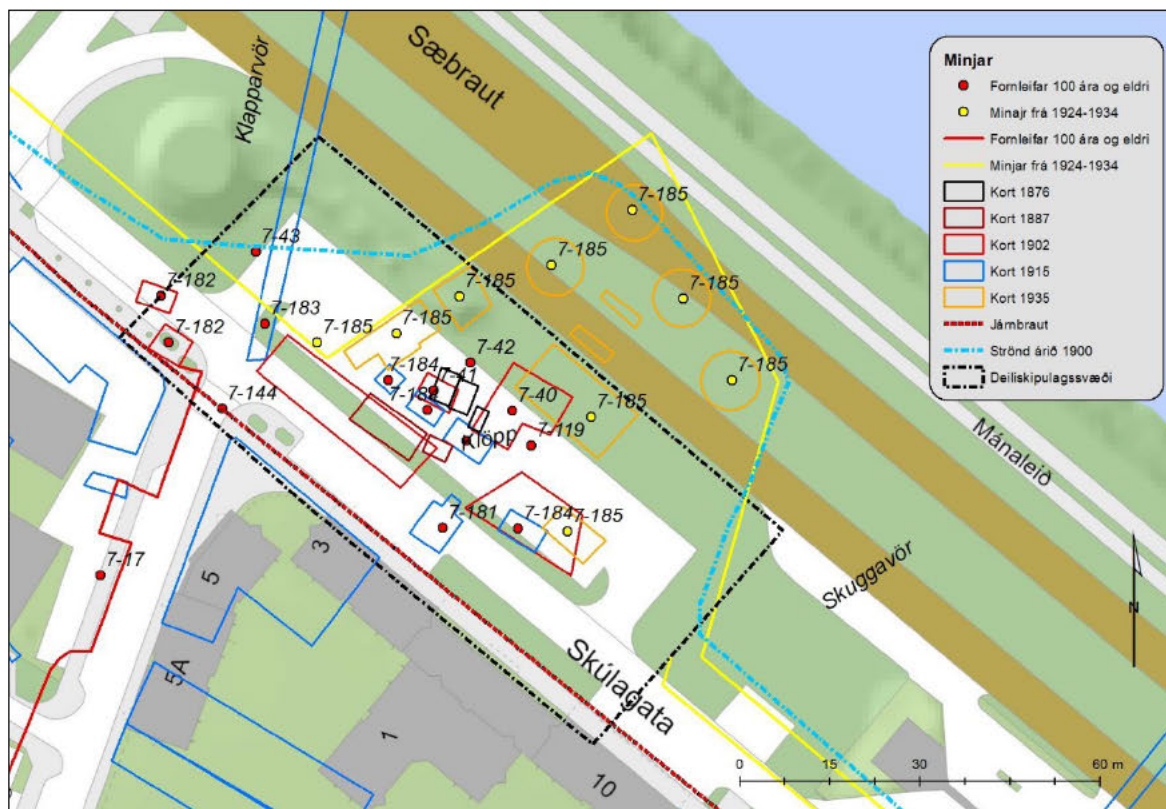 Sæbraut
Klapparvör
7-43
7-182
7-182
7-183
7-185
7-185
7-185
7-185
7-185
7-185
7-185
7-185
7-185
7-184
7-42
7-40
7-119
Klöpp
7-144
7-181
7-184
7-17
3
5
5A
1
10
Skúlagata
Skuggavör
Mánaleið
N
0 15 30 60 m
Minjar
Fornleifar 100 ára og eldri
Minajr frá 1924-1934
Fornleifar 100 ára og eldri
Minjar frá 1924-1934
Kort 1876
Kort 1887
Kort 1902
Kort 1915
Kort 1935
Járnbraut
Strönd árið 1900
Deiliskipulagssvæði